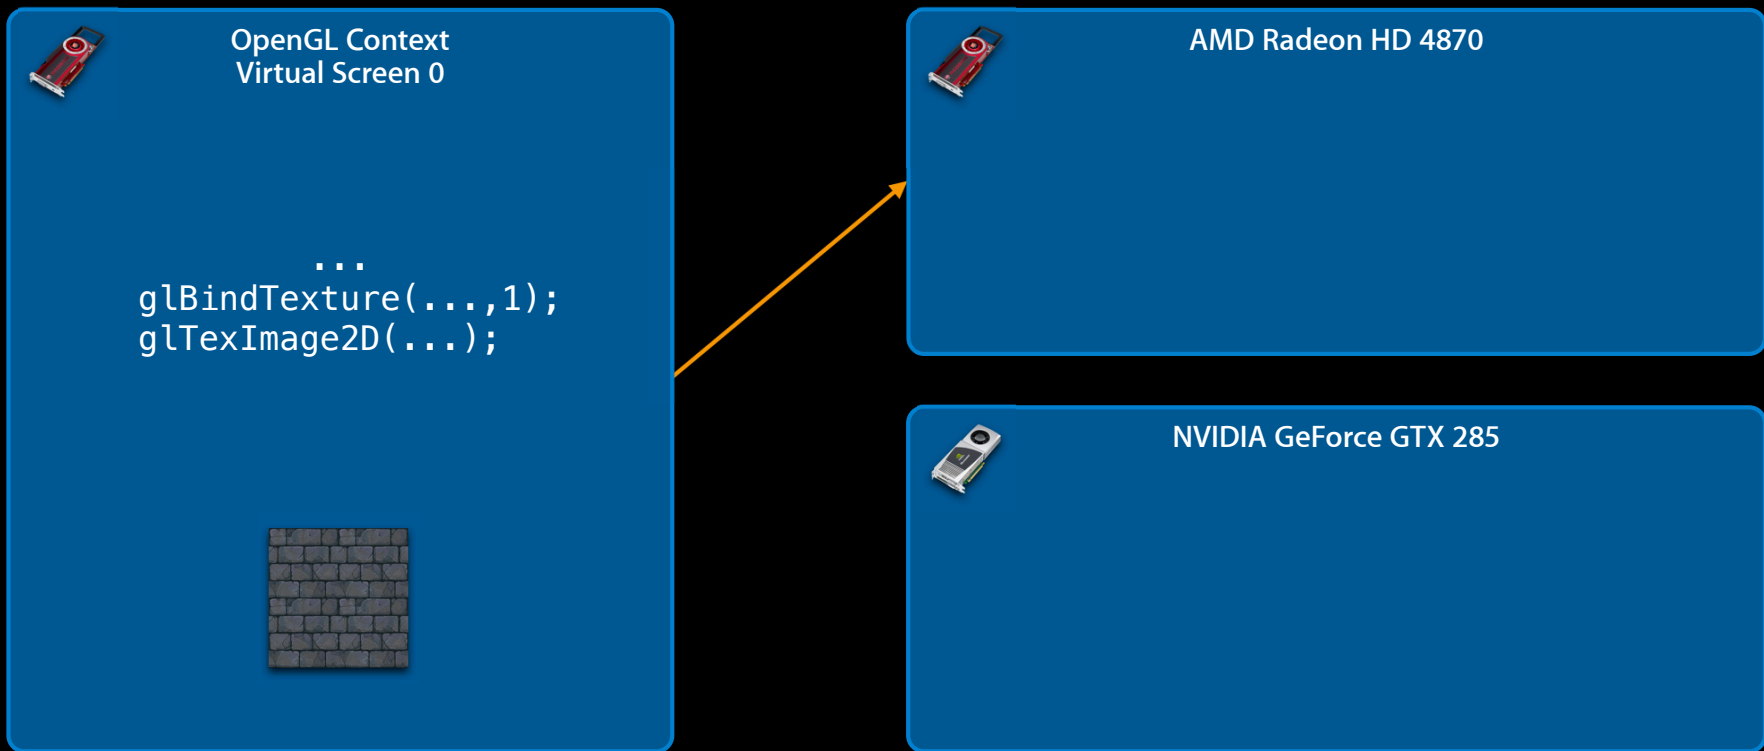 OpenGL Context
Virtual Screen 0
...
glBindTexture(...,1);
glTexImage2D(...);
AMD Radeon HD 4870
NVIDIA GeForce GTX 285